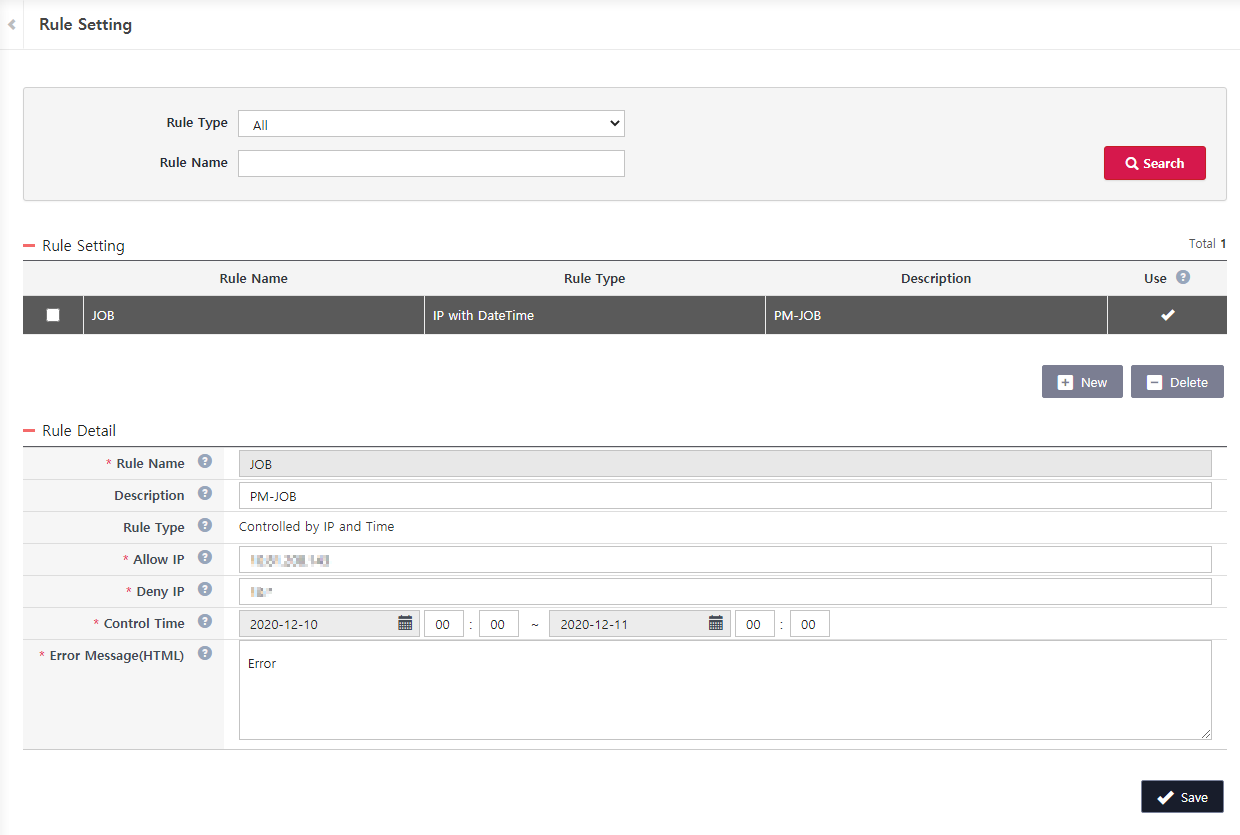 Rule Setting
Rule Type All
Rule Name
Search
Rule Setting Total 1
Rule Name Rule Type Description Use ?
JOB IP with DateTime PM-JOB
New Delete
Rule Detail
* Rule Name ? JOB
Description ? PM-JOB
Rule Type ? Controlled by IP and Time
* Allow IP ?
* Deny IP ?
* Control Time ? 2020-12-10 00 : 00 ~ 2020-12-11 00 : 00
* Error Message(HTML) ? Error
Save